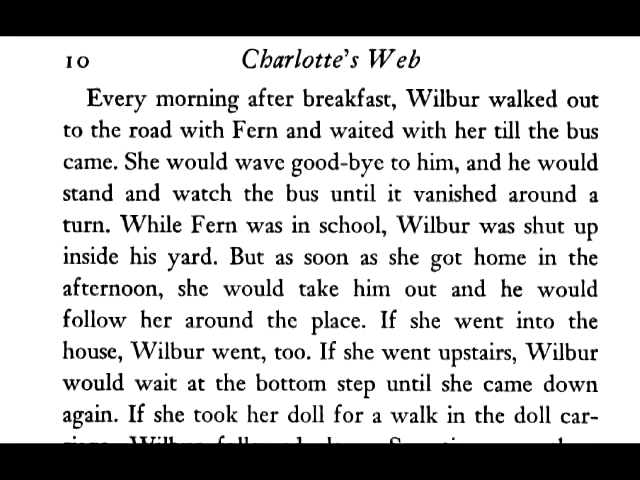 10 Charlotte's Web
Every morning after breakfast, Wilbur walked out
to the road with Fern and waited with her till the bus
came. She would wave good-bye to him, and he would
stand and watch the bus until it vanished around a
turn. While Fern was in school, Wilbur was shut up
inside his yard. But as soon as she got home in the
afternoon, she would take him out and he would
follow her around the place. If she went into the
house, Wilbur went, too. If she went upstairs, Wilbur
would wait at the bottom step until she came down
again. If she took her doll for a walk in the doll car-